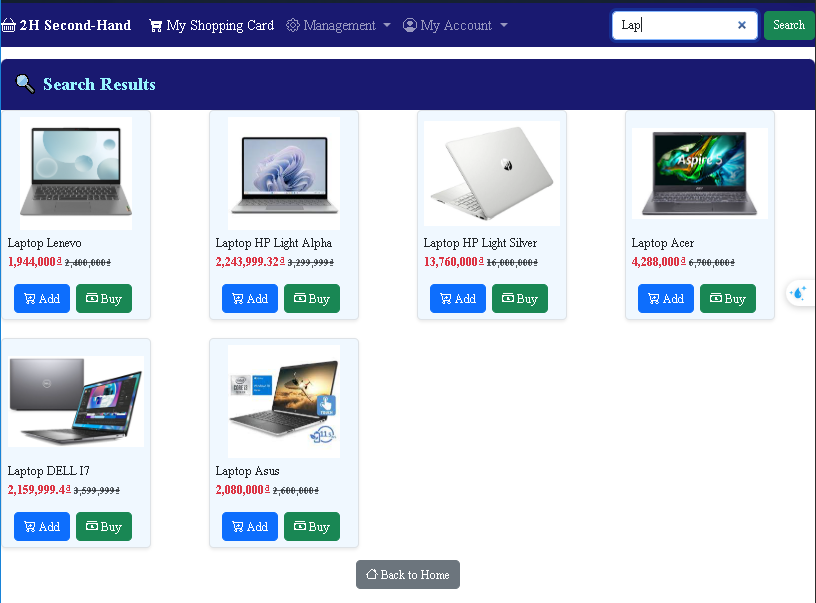 2H Second-Hand My Shopping Card Management My Account Lap Search
Search Results
Laptop Lenevo
1,944,000₫ 2,400,000₫
Add Buy
Laptop HP Light Alpha
2,243,999.32₫ 3,299,999₫
Add Buy
Laptop HP Light Silver
13,760,000₫ 16,000,000₫
Add Buy
Aspire 5
Laptop Acer
4,288,000₫ 6,700,000₫
Add Buy
Laptop DELL I7
2,159,999.4₫ 3,599,999₫
Add Buy
Laptop Asus
2,080,000₫ 2,600,000₫
Add Buy
Back to Home